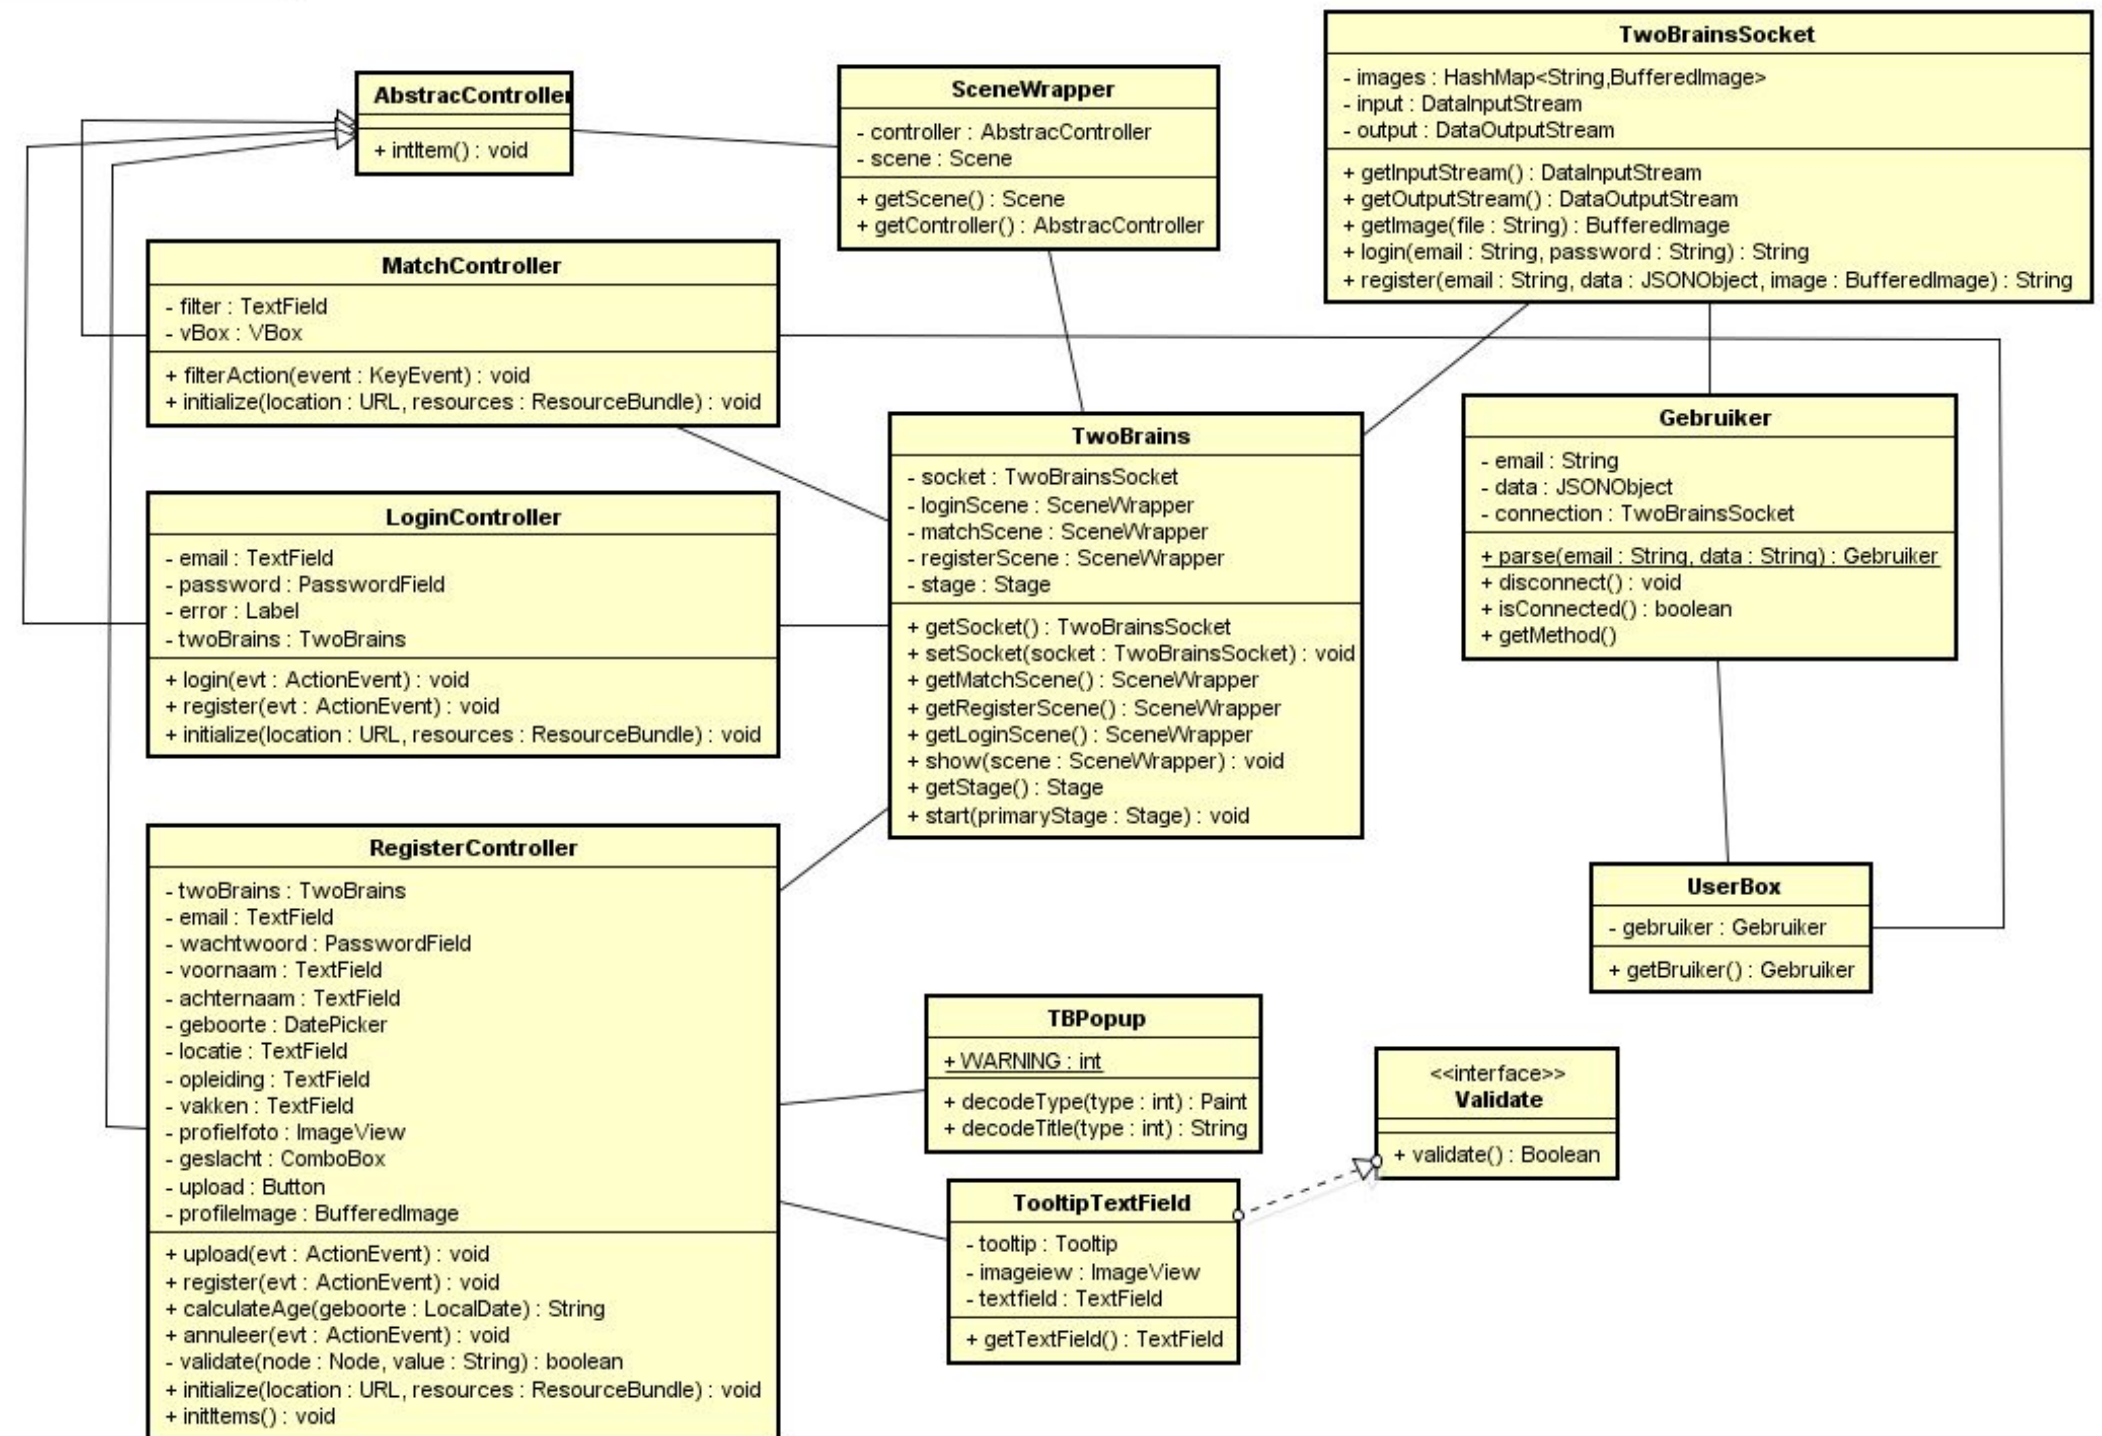 AbstracController
+ intItem() : void
SceneWrapper
- controller : AbstracController
- scene : Scene
+ getScene() : Scene
+ getController() : AbstracController
TwoBrainsSocket
- images : HashMap<String,BufferedImage>
- input : DataInputStream
- output : DataOutputStream
+ getInputStream() : DataInputStream
+ getOutputStream() : DataOutputStream
+ getImage(file : String) : BufferedImage
+ login(email : String, password : String) : String
+ register(email : String, data : JSONObject, image : BufferedImage) : String
MatchController
- filter : TextField
- vBox : VBox
+ filterAction(event : KeyEvent) : void
+ initialize(location : URL, resources : ResourceBundle) : void
LoginController
- email : TextField
- password : PasswordField
- error : Label
- twoBrains : TwoBrains
+ login(evt : ActionEvent) : void
+ register(evt : ActionEvent) : void
+ initialize(location : URL, resources : ResourceBundle) : void
TwoBrains
- socket : TwoBrainsSocket
- loginScene : SceneWrapper
- matchScene : SceneWrapper
- registerScene : SceneWrapper
- stage : Stage
+ getSocket() : TwoBrainsSocket
+ setSocket(socket : TwoBrainsSocket) : void
+ getMatchScene() : SceneWrapper
+ getRegisterScene() : SceneWrapper
+ getLoginScene() : SceneWrapper
+ show(scene : SceneWrapper) : void
+ getStage() : Stage
+ start(primaryStage : Stage) : void
Gebruiker
- email : String
- data : JSONObject
- connection : TwoBrainsSocket
+ parse(email : String, data : String) : Gebruiker
+ disconnect() : void
+ isConnected() : boolean
+ getMethod()
RegisterController
- twoBrains : TwoBrains
- email : TextField
- wachtwoord : PasswordField
- voornaam : TextField
- achternaam : TextField
- geboorte : DatePicker
- locatie : TextField
- opleiding : TextField
- vakken : TextField
- profielfoto : ImageView
- geslacht : ComboBox
- upload : Button
- profileImage : BufferedImage
+ upload(evt : ActionEvent) : void
+ register(evt : ActionEvent) : void
+ calculateAge(geboorte : LocalDate) : String
+ annuleer(evt : ActionEvent) : void
- validate(node : Node, value : String) : boolean
+ initialize(location : URL, resources : ResourceBundle) : void
+ initItems() : void
UserBox
- gebruiker : Gebruiker
+ getBruiker() : Gebruiker
TBPopup
+ WARNING : int
+ decodeType(type : int) : Paint
+ decodeTitle(type : int) : String
<<interface>>
Validate
+ validate() : Boolean
TooltipTextField
- tooltip : Tooltip
- imageiew : ImageView
- textfield : TextField
+ getTextField() : TextField